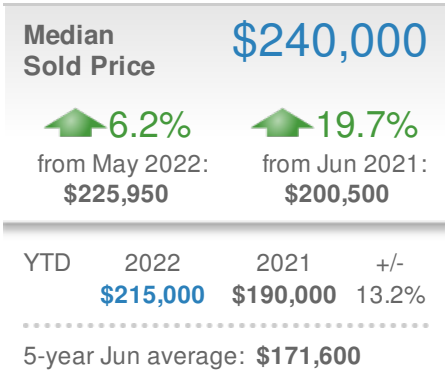 Median
Sold Price
$240,000
6.2%
from May 2022:
$225,950
19.7%
from Jun 2021:
$200,500
YTD 2022 2021 +/-
$215,000 $190,000 13.2%
5-year Jun average: $171,600